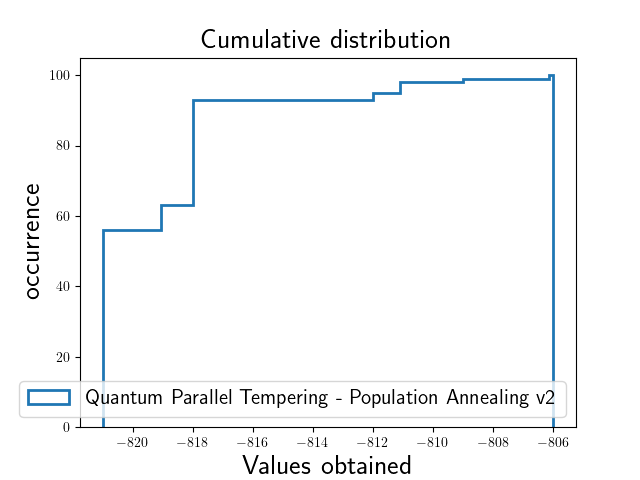 Cumulative distribution
occurrence
100
80
60
40
20
0
Quantum Parallel Tempering - Population Annealing v2
−820 −818 −816 −814 −812 −810 −808 −806
Values obtained